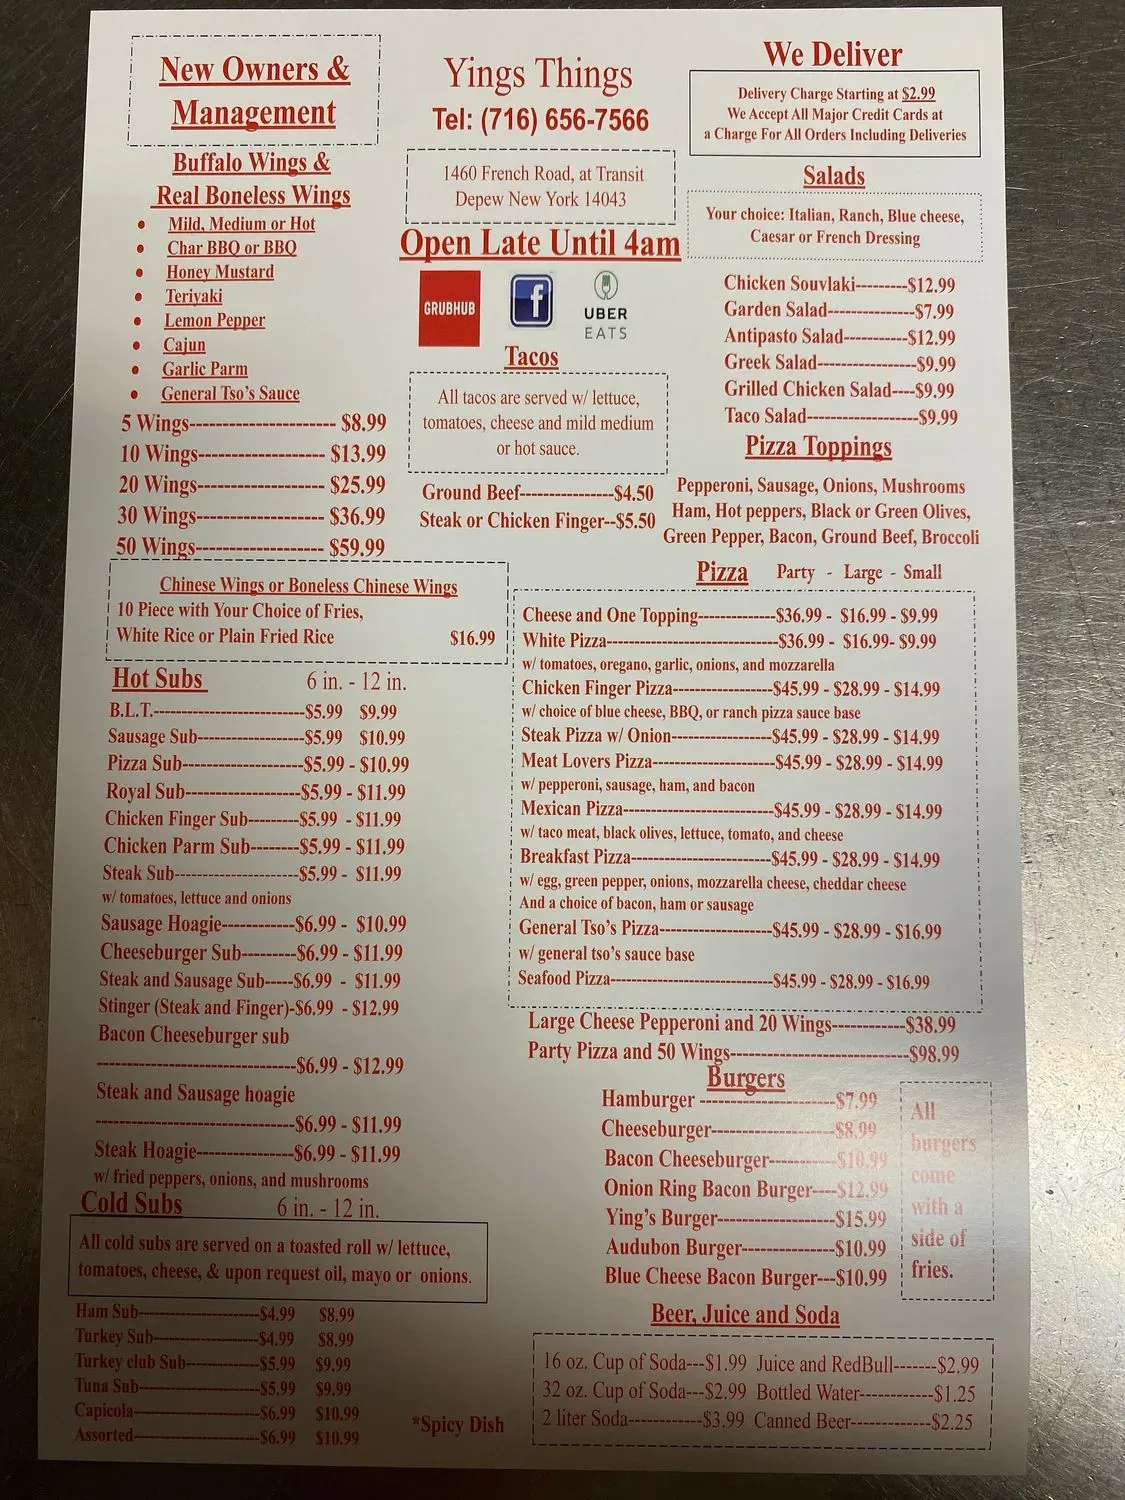 New Owners &
Management
Buffalo Wings &
Real Boneless Wings
• Mild, Medium or Hot
• Char BBQ or BBQ
• Honey Mustard
• Teriyaki
• Lemon Pepper
• Cajun
• Garlic Parm
• General Tso's Sauce
5 Wings---------------------- $8.99
10 Wings------------------- $13.99
20 Wings------------------- $25.99
30 Wings------------------- $36.99
50 Wings------------------- $59.99
Chinese Wings or Boneless Chinese Wings
10 Piece with Your Choice of Fries,
White Rice or Plain Fried Rice $16.99
Hot Subs 6 in. - 12 in.
B.L.T.---------------------------$5.99 $9.99
Sausage Sub-------------------$5.99 $10.99
Pizza Sub----------------------$5.99 - $10.99
Royal Sub---------------------$5.99 - $11.99
Chicken Finger Sub---------$5.99 - $11.99
Chicken Parm Sub---------$5.99 - $11.99
Steak Sub-----------------------$5.99 - $11.99
w/ tomatoes, lettuce and onions
Sausage Hoagie-------------$6.99 - $10.99
Cheeseburger Sub----------$6.99 - $11.99
Steak and Sausage Sub-----$6.99 - $11.99
Stinger (Steak and Finger)-$6.99 - $12.99
Bacon Cheeseburger sub
------------------------------------$6.99 - $12.99
Steak and Sausage hoagie
------------------------------------$6.99 - $11.99
Steak Hoagie-----------------$6.99 - $11.99
w/ fried peppers, onions, and mushrooms
Cold Subs 6 in. - 12 in.
All cold subs are served on a toasted roll w/ lettuce,
tomatoes, cheese, & upon request oil, mayo or onions.
Ham Sub----------------------$4.99 $8.99
Turkey Sub-------------------$4.99 $8.99
Turkey club Sub-------------$5.99 $9.99
Tuna Sub----------------------$5.99 $9.99
Capicola-----------------------$6.99 $10.99
Assorted-----------------------$6.99 $10.99
*Spicy Dish
Yings Things
Tel: (716) 656-7566
1460 French Road, at Transit
Depew New York 14043
Open Late Until 4am
GRUBHUB
f
UBER
EATS
Tacos
All tacos are served w/ lettuce,
tomatoes, cheese and mild medium
or hot sauce.
Ground Beef----------------$4.50
Steak or Chicken Finger--$5.50
We Deliver
Delivery Charge Starting at $2.99
We Accept All Major Credit Cards at
a Charge For All Orders Including Deliveries
Salads
Your choice: Italian, Ranch, Blue cheese,
Caesar or French Dressing
Chicken Souvlaki---------$12.99
Garden Salad---------------$7.99
Antipasto Salad-----------$12.99
Greek Salad-----------------$9.99
Grilled Chicken Salad----$9.99
Taco Salad-------------------$9.99
Pizza Toppings
Pepperoni, Sausage, Onions, Mushrooms
Ham, Hot peppers, Black or Green Olives,
Green Pepper, Bacon, Ground Beef, Broccoli
Pizza Party - Large - Small
Cheese and One Topping--------------$36.99 - $16.99 - $9.99
White Pizza-------------------------------$36.99 - $16.99- $9.99
w/ tomatoes, oregano, garlic, onions, and mozzarella
Chicken Finger Pizza------------------$45.99 - $28.99 - $14.99
w/ choice of blue cheese, BBQ, or ranch pizza sauce base
Steak Pizza w/ Onion------------------$45.99 - $28.99 - $14.99
Meat Lovers Pizza----------------------$45.99 - $28.99 - $14.99
w/ pepperoni, sausage, ham, and bacon
Mexican Pizza---------------------------$45.99 - $28.99 - $14.99
w/ taco meat, black olives, lettuce, tomato, and cheese
Breakfast Pizza-------------------------$45.99 - $28.99 - $14.99
w/ egg, green pepper, onions, mozzarella cheese, cheddar cheese
And a choice of bacon, ham or sausage
General Tso's Pizza--------------------$45.99 - $28.99 - $16.99
w/ general tso's sauce base
Seafood Pizza-----------------------------$45.99 - $28.99 - $16.99
Large Cheese Pepperoni and 20 Wings------------$38.99
Party Pizza and 50 Wings------------------------------$98.99
Burgers
Hamburger -----------------------$7.99
Cheeseburger---------------------$8.99
Bacon Cheeseburger-----------$10.99
Onion Ring Bacon Burger----$12.99
Ying's Burger--------------------$15.99
Audubon Burger----------------$10.99
Blue Cheese Bacon Burger---$10.99
All
burgers
come
with a
side of
fries.
Beer, Juice and Soda
16 oz. Cup of Soda---$1.99 Juice and RedBull-------$2.99
32 oz. Cup of Soda---$2.99 Bottled Water------------$1.25
2 liter Soda------------$3.99 Canned Beer-------------$2.25